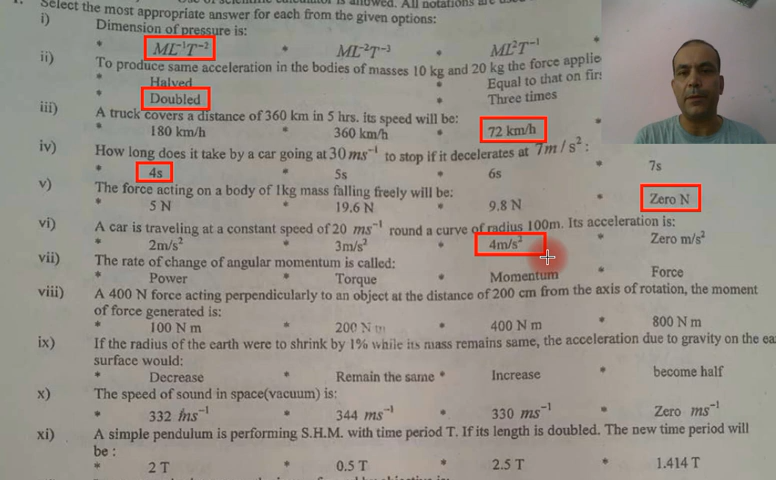 Select the most appropriate answer for each from the given options:
i) Dimension of pressure is:
* ML⁻¹T⁻² * ML⁻²T⁻³ * ML²T⁻¹ *
ii) To produce same acceleration in the bodies of masses 10 kg and 20 kg the force applie
* Halved * Equal to that on firs
* Doubled * Three times
iii) A truck covers a distance of 360 km in 5 hrs. its speed will be:
* 180 km/h * 360 km/h * 72 km/h *
iv) How long does it take by a car going at 30 ms⁻¹ to stop if it decelerates at 7m/s²:
* 4s * 5s * 6s * 7s
v) The force acting on a body of 1kg mass falling freely will be:
* 5 N * 19.6 N * 9.8 N * Zero N
vi) A car is traveling at a constant speed of 20 ms⁻¹ round a curve of radius 100m. Its acceleration is:
* 2m/s² * 3m/s² * 4m/s² * Zero m/s²
vii) The rate of change of angular momentum is called:
* Power * Torque * Momentum * Force
viii) A 400 N force acting perpendicularly to an object at the distance of 200 cm from the axis of rotation, the moment
of force generated is:
* 100 N m * 200 N m * 400 N m * 800 N m
ix) If the radius of the earth were to shrink by 1% while its mass remains same, the acceleration due to gravity on the ea
surface would:
* Decrease * Remain the same * Increase * become half
x) The speed of sound in space(vacuum) is:
* 332 ms⁻¹ * 344 ms⁻¹ * 330 ms⁻¹ * Zero ms⁻¹
xi) A simple pendulum is performing S.H.M. with time period T. If its length is doubled. The new time period will
be :
* 2 T * 0.5 T * 2.5 T * 1.414 T